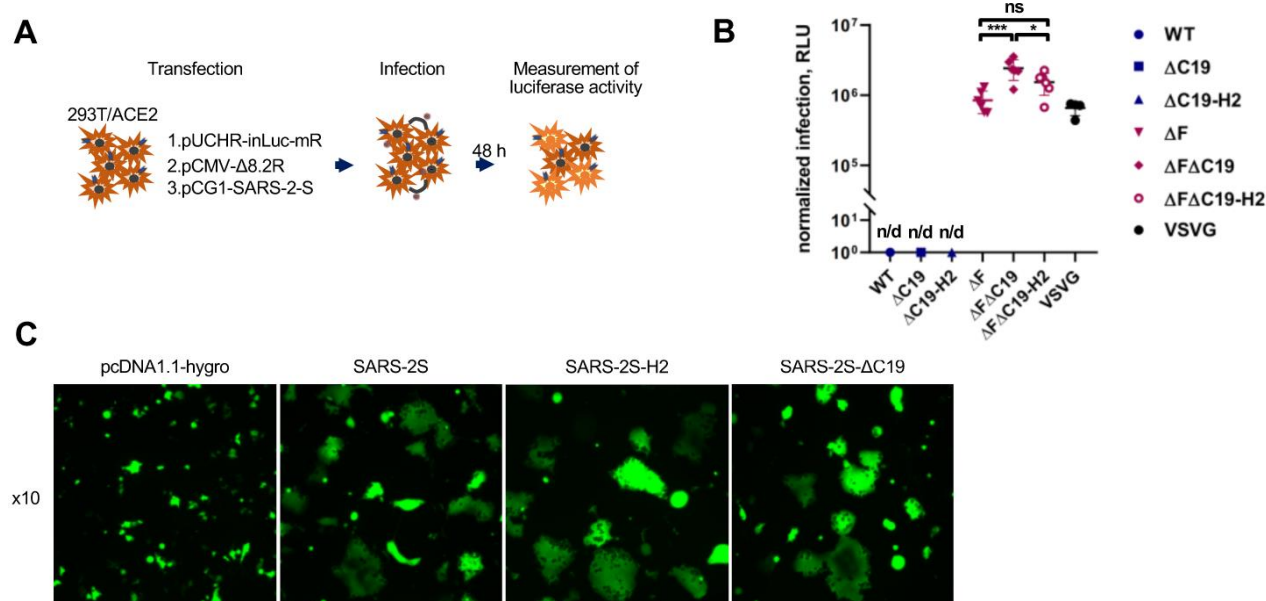 A
Transfection
Infection
Measurement of
luciferase activity
293T/ACE2
1.pUCHR-inLuc-mR
2.pCMV-Δ8.2R
3.pCG1-SARS-2-S
48 h
B
normalized infection, RLU
10⁷
10⁶
10⁵
10¹
10⁰
ns
*** *
n/d n/d n/d
WT
ΔC19
ΔC19-H2
ΔF
ΔFΔC19
ΔFΔC19-H2
VSVG
WT
ΔC19
ΔC19-H2
ΔF
ΔFΔC19
ΔFΔC19-H2
VSVG
C
pcDNA1.1-hygro SARS-2S SARS-2S-H2 SARS-2S-ΔC19
x10